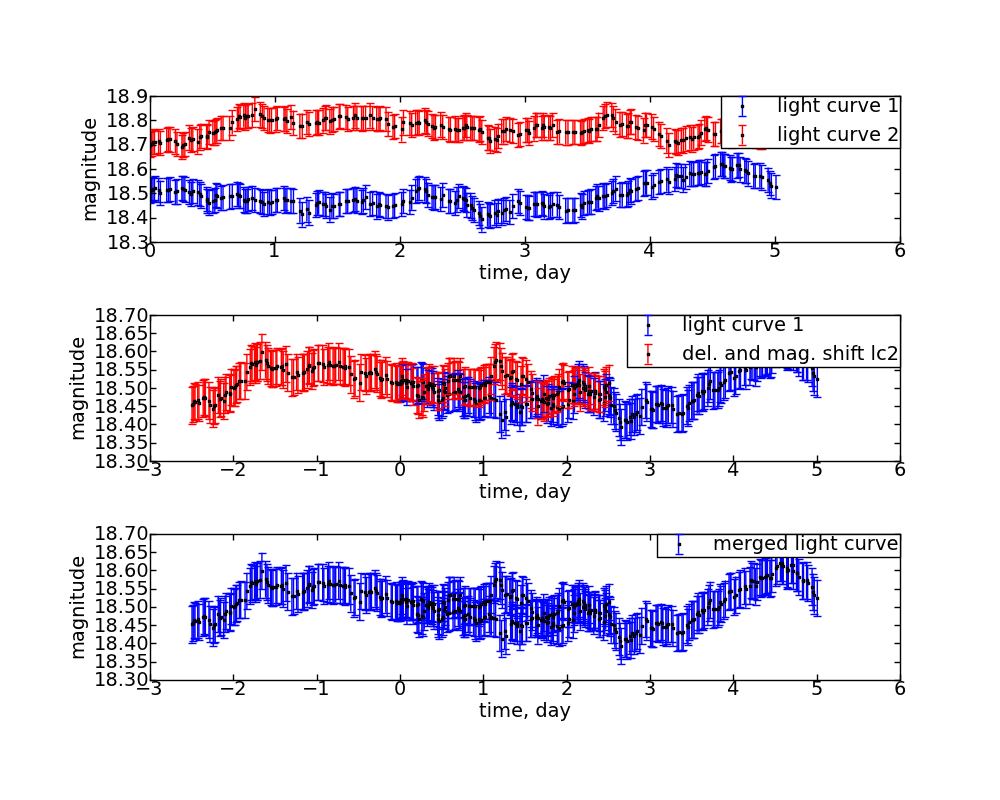 18.9
18.8
18.7
18.6
18.5
18.4
18.3
magnitude
light curve 1
light curve 2
0 1 2 3 4 5 6
time, day
18.70
18.65
18.60
18.55
18.50
18.45
18.40
18.35
18.30
magnitude
light curve 1
del. and mag. shift lc2
−3 −2 −1 0 1 2 3 4 5 6
time, day
18.70
18.65
18.60
18.55
18.50
18.45
18.40
18.35
18.30
magnitude
merged light curve
−3 −2 −1 0 1 2 3 4 5 6
time, day